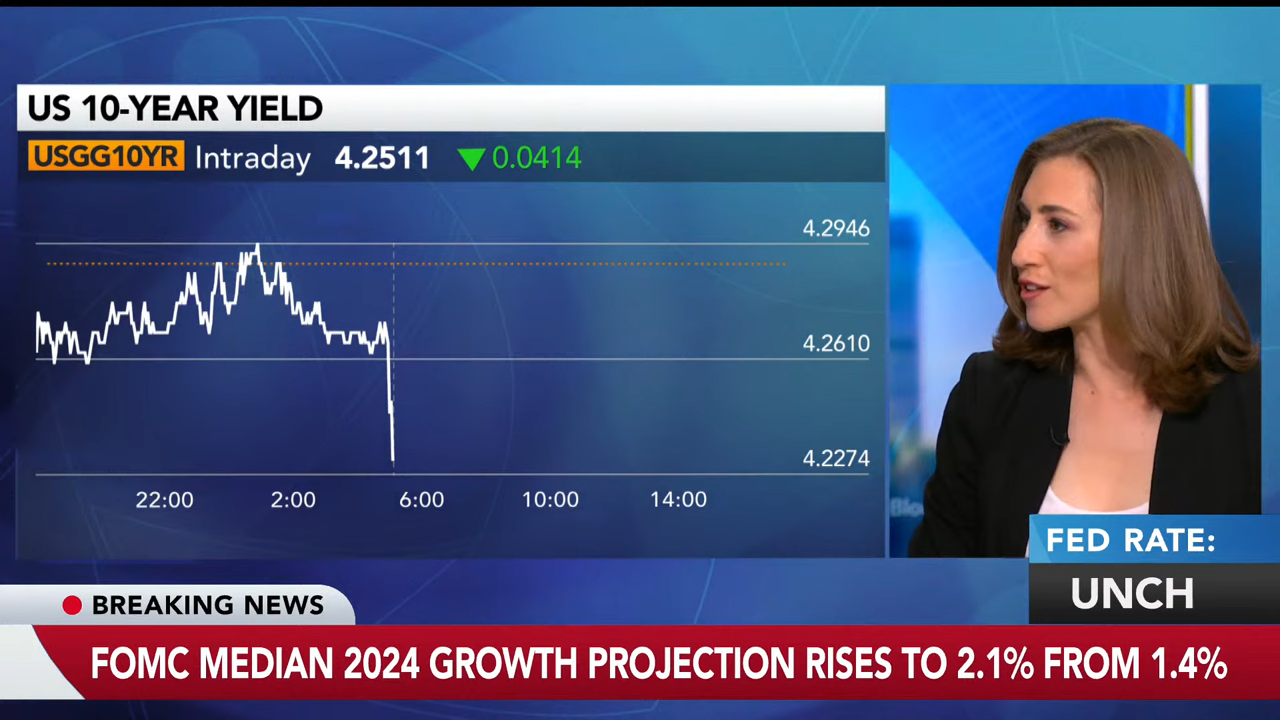 US 10-YEAR YIELD
USGG10YR Intraday 4.2511 ▼0.0414
4.2946
4.2610
4.2274
22:00 2:00 6:00 10:00 14:00
FED RATE:
UNCH
BREAKING NEWS
FOMC MEDIAN 2024 GROWTH PROJECTION RISES TO 2.1% FROM 1.4%